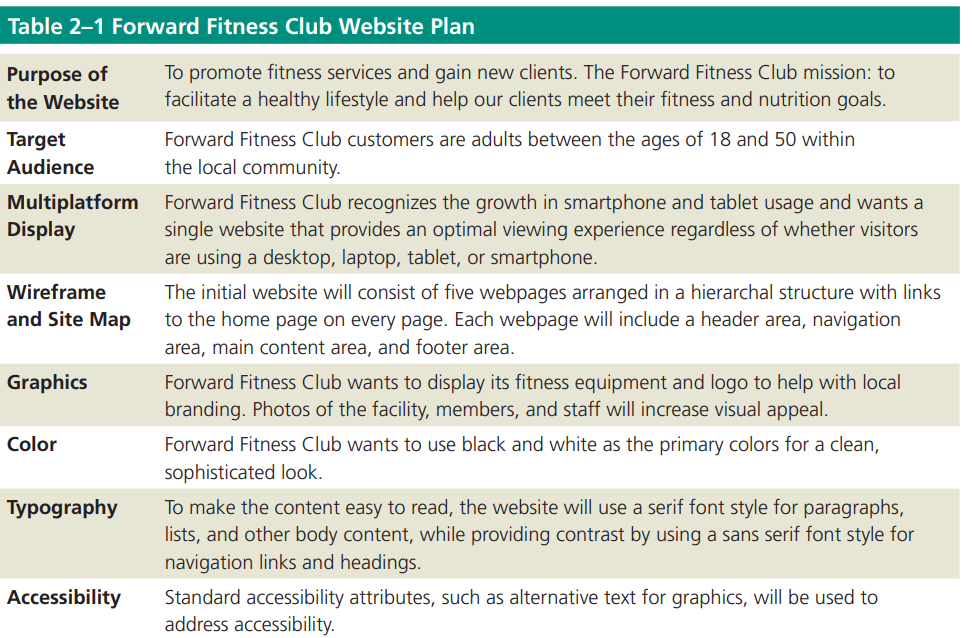 Table 2–1 Forward Fitness Club Website Plan
Purpose of
the Website
To promote fitness services and gain new clients. The Forward Fitness Club mission: to
facilitate a healthy lifestyle and help our clients meet their fitness and nutrition goals.
Target
Audience
Forward Fitness Club customers are adults between the ages of 18 and 50 within
the local community.
Multiplatform
Display
Forward Fitness Club recognizes the growth in smartphone and tablet usage and wants a
single website that provides an optimal viewing experience regardless of whether visitors
are using a desktop, laptop, tablet, or smartphone.
Wireframe
and Site Map
The initial website will consist of five webpages arranged in a hierarchal structure with links
to the home page on every page. Each webpage will include a header area, navigation
area, main content area, and footer area.
Graphics
Forward Fitness Club wants to display its fitness equipment and logo to help with local
branding. Photos of the facility, members, and staff will increase visual appeal.
Color
Forward Fitness Club wants to use black and white as the primary colors for a clean,
sophisticated look.
Typography
To make the content easy to read, the website will use a serif font style for paragraphs,
lists, and other body content, while providing contrast by using a sans serif font style for
navigation links and headings.
Accessibility
Standard accessibility attributes, such as alternative text for graphics, will be used to
address accessibility.